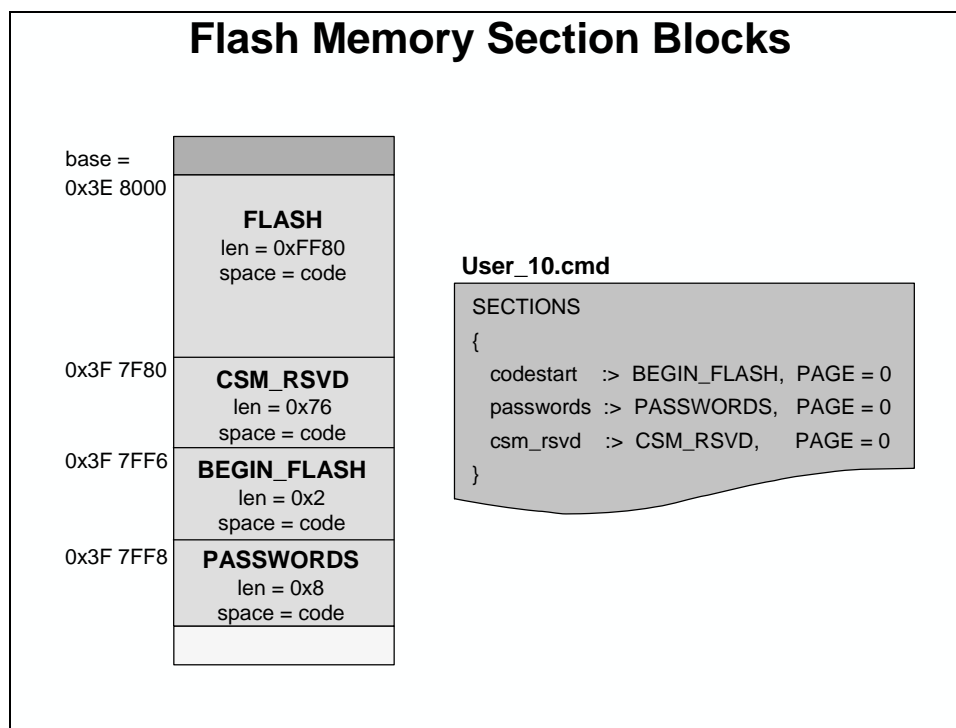 Flash Memory Section Blocks
base =
0x3E 8000
FLASH
len = 0xFF80
space = code
0x3F 7F80
CSM_RSVD
len = 0x76
space = code
0x3F 7FF6
BEGIN_FLASH
len = 0x2
space = code
0x3F 7FF8
PASSWORDS
len = 0x8
space = code
User_10.cmd
SECTIONS
{
codestart :> BEGIN_FLASH, PAGE = 0
passwords :> PASSWORDS, PAGE = 0
csm_rsvd :> CSM_RSVD, PAGE = 0
}